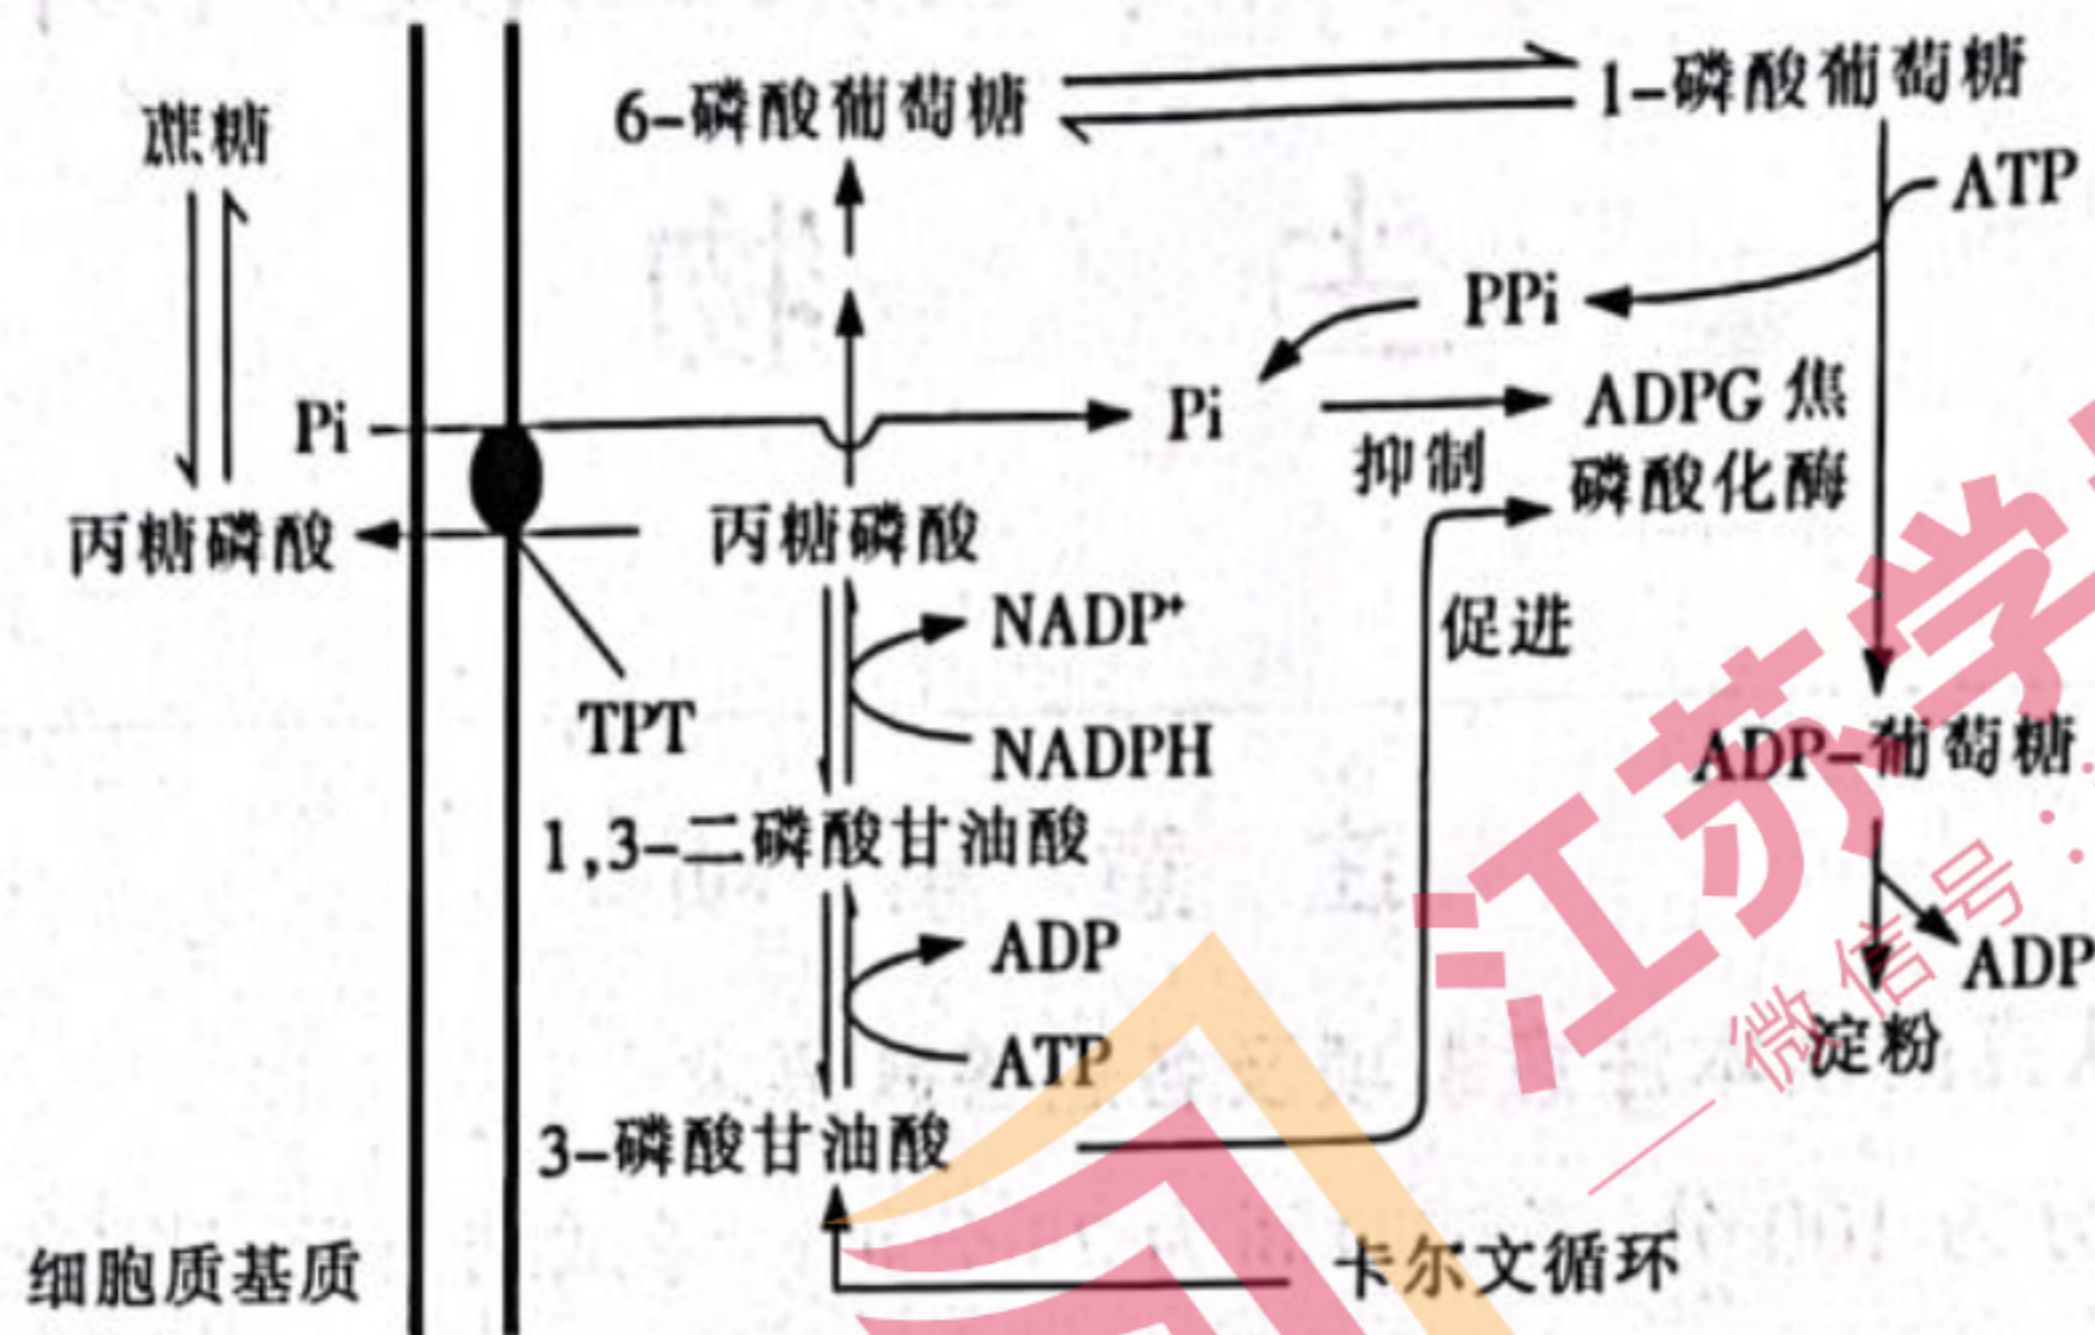 6-磷酸葡萄糖
1-磷酸葡萄糖
蔗糖
ATP
PPi
Pi
Pi
抑制
ADPG 焦
磷酸化酶
丙糖磷酸
丙糖磷酸
NADP+
促进
TPT
NADPH
ADP-葡萄糖
1,3-二磷酸甘油酸
ADP
ADP
ATP
淀粉
3-磷酸甘油酸
细胞质基质
卡尔文循环
江苏学
微信号: